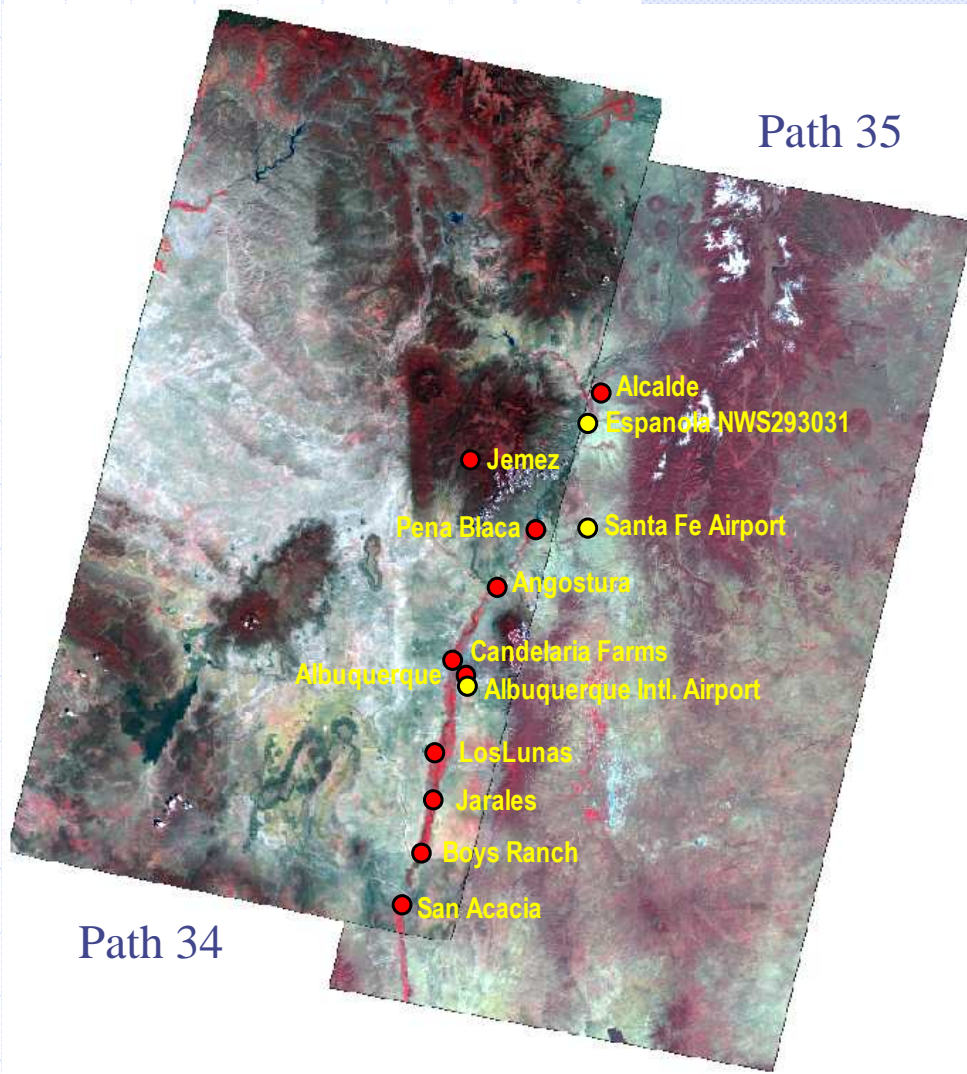 Path 35
Alcalde
Espanola NWS293031
Jemez
Pena Blaca
Santa Fe Airport
Angostura
Candelaria Farms
Albuquerque
Albuquerque Intl. Airport
LosLunas
Jarales
Boys Ranch
San Acacia
Path 34